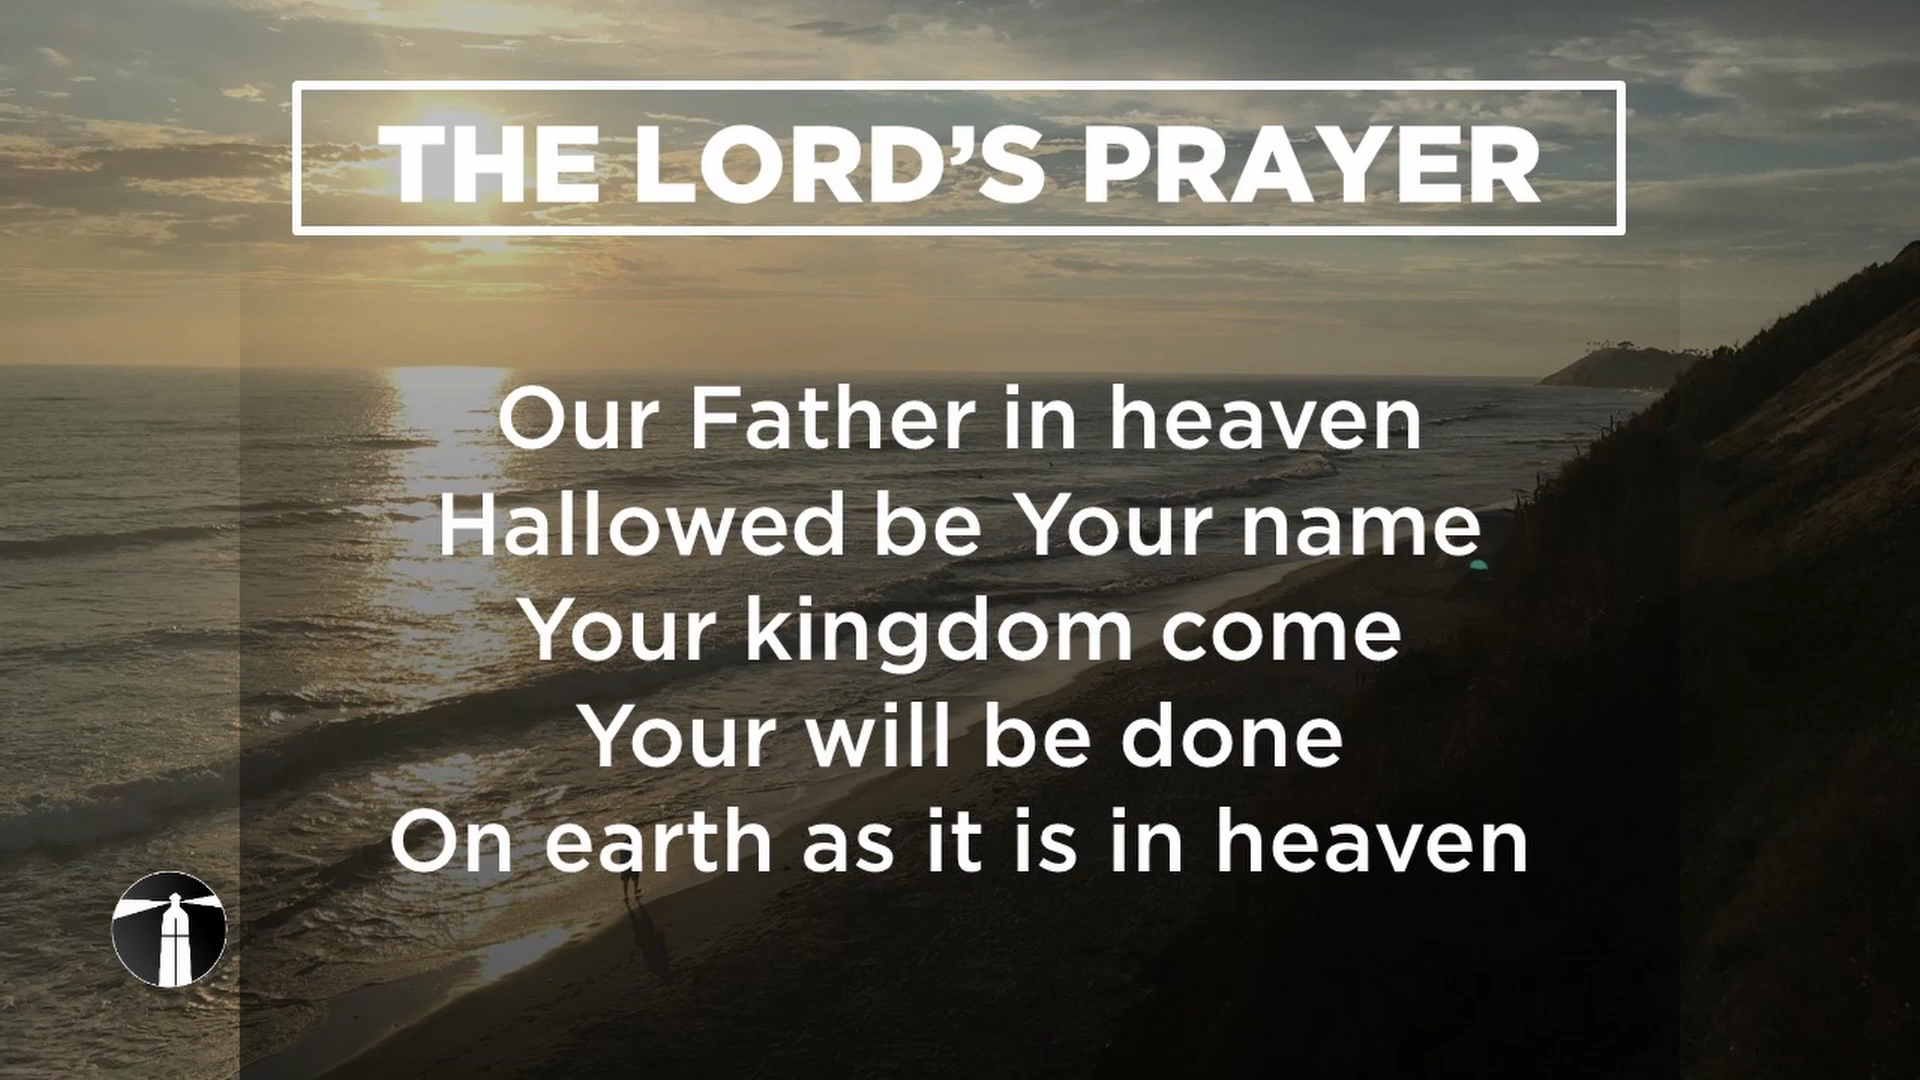 THE LORD’S PRAYER
Our Father in heaven
Hallowed be Your name
Your kingdom come
Your will be done
On earth as it is in heaven